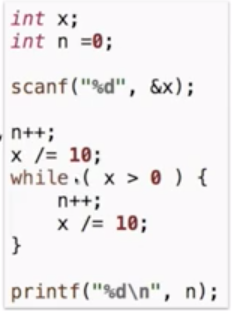 int x;
int n =0;
scanf("%d", &x);
n++;
x /= 10;
while ( x > 0 ) {
n++;
x /= 10;
}
printf("%d\n", n);